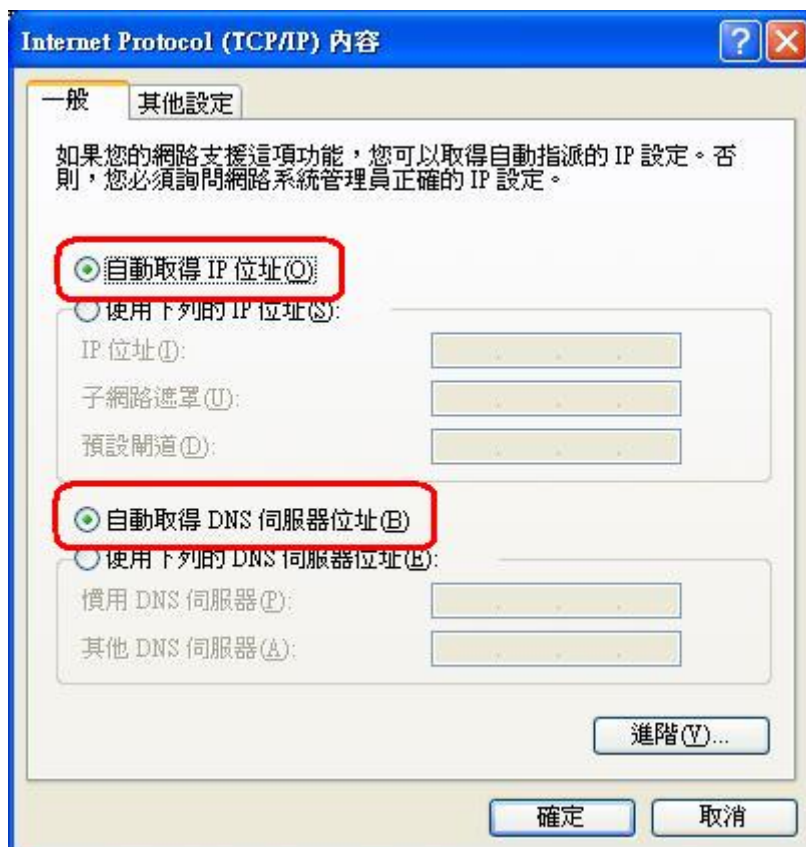 Internet Protocol (TCP/IP) 內容
一般
其他設定
如果您的網路支援這項功能，您可以取得自動指派的 IP 設定。否
則，您必須詢問網路系統管理員正確的 IP 設定。
自動取得 IP 位址(O)
使用下列的 IP 位址(S):
IP 位址(I):
子網路遮罩(U):
預設閘道(D):
自動取得 DNS 伺服器位址(B)
使用下列的 DNS 伺服器位址(E):
慣用 DNS 伺服器(P):
其他 DNS 伺服器(A):
進階(V)...
確定
取消